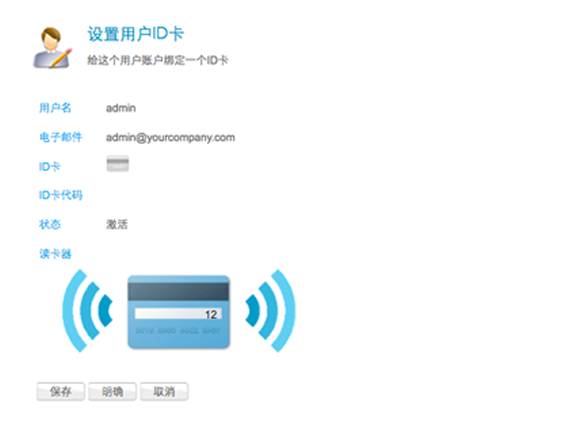 设置用户ID卡
给这个用户账户绑定一个ID卡
用户名 admin
电子邮件 admin@yourcompany.com
ID卡
ID卡代码
状态 激活
读卡器
12
保存 明确 取消